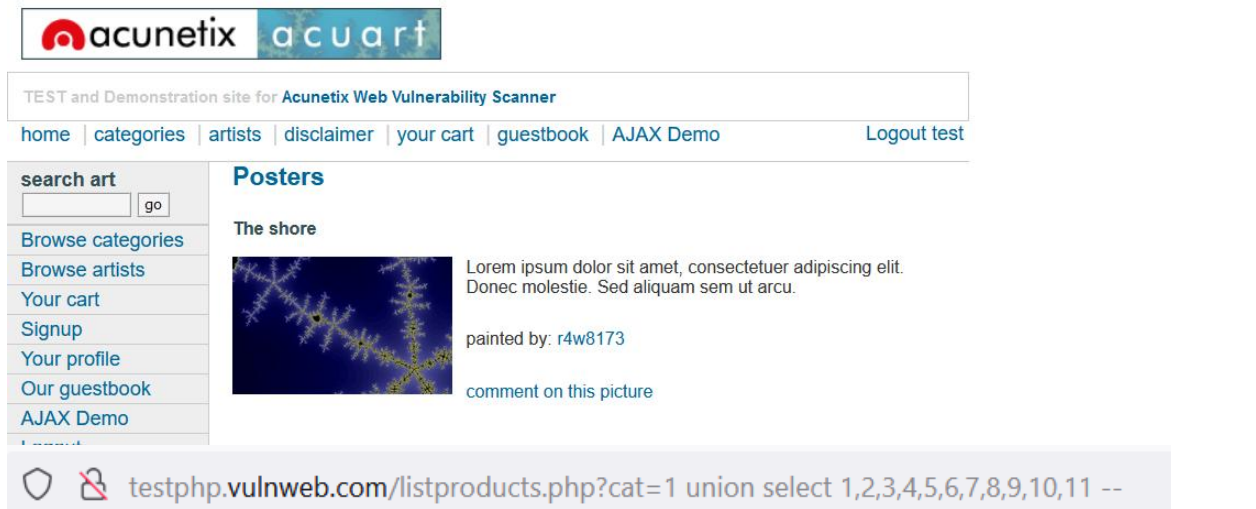 acunetix acuart
TEST and Demonstration site for Acunetix Web Vulnerability Scanner
home | categories | artists | disclaimer | your cart | guestbook | AJAX Demo Logout test
search art
go
Browse categories
Browse artists
Your cart
Signup
Your profile
Our guestbook
AJAX Demo
Posters
The shore
Lorem ipsum dolor sit amet, consectetuer adipiscing elit.
Donec molestie. Sed aliquam sem ut arcu.
painted by: r4w8173
comment on this picture
testphp.vulnweb.com/listproducts.php?cat=1 union select 1,2,3,4,5,6,7,8,9,10,11 --